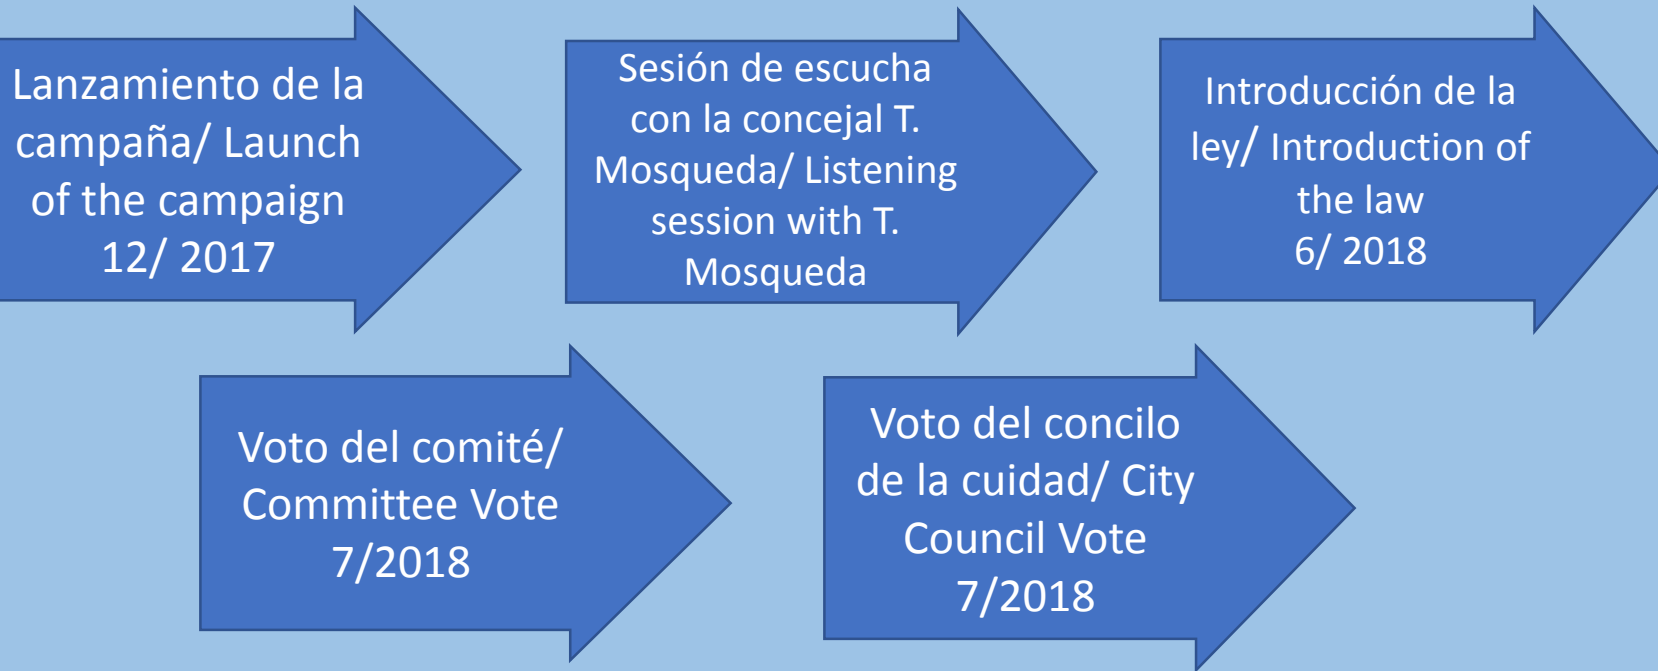 Lanzamiento de la
campaña/ Launch
of the campaign
12/ 2017
Sesión de escucha
con la concejal T.
Mosqueda/ Listening
session with T.
Mosqueda
Introducción de la
ley/ Introduction of
the law
6/ 2018
Voto del comité/
Committee Vote
7/2018
Voto del concilo
de la cuidad/ City
Council Vote
7/2018